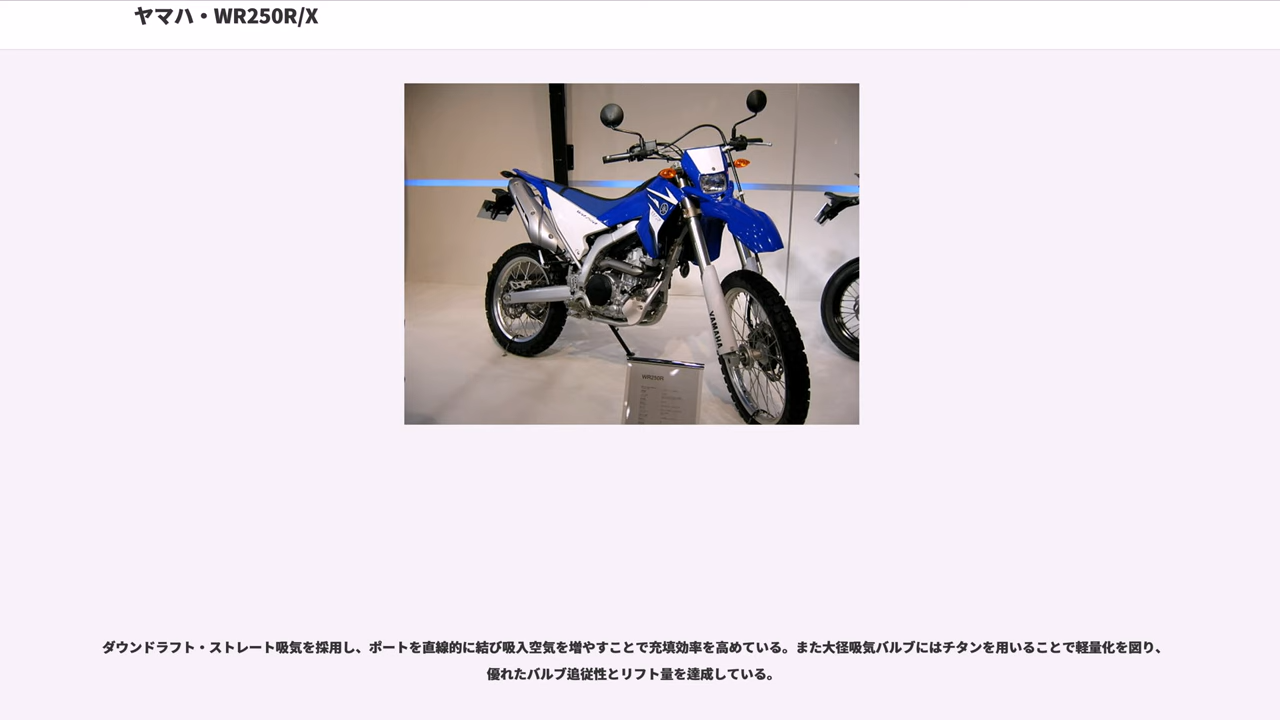 ヤマハ・WR250R/X
YAMAHA
WR250R
ダウンドラフト・ストレート吸気を採用し、ポートを直線的に結び吸入空気を増やすことで充填効率を高めている。また大径吸気バルブにはチタンを用いることで軽量化を図り、
優れたバルブ追従性とリフト量を達成している。